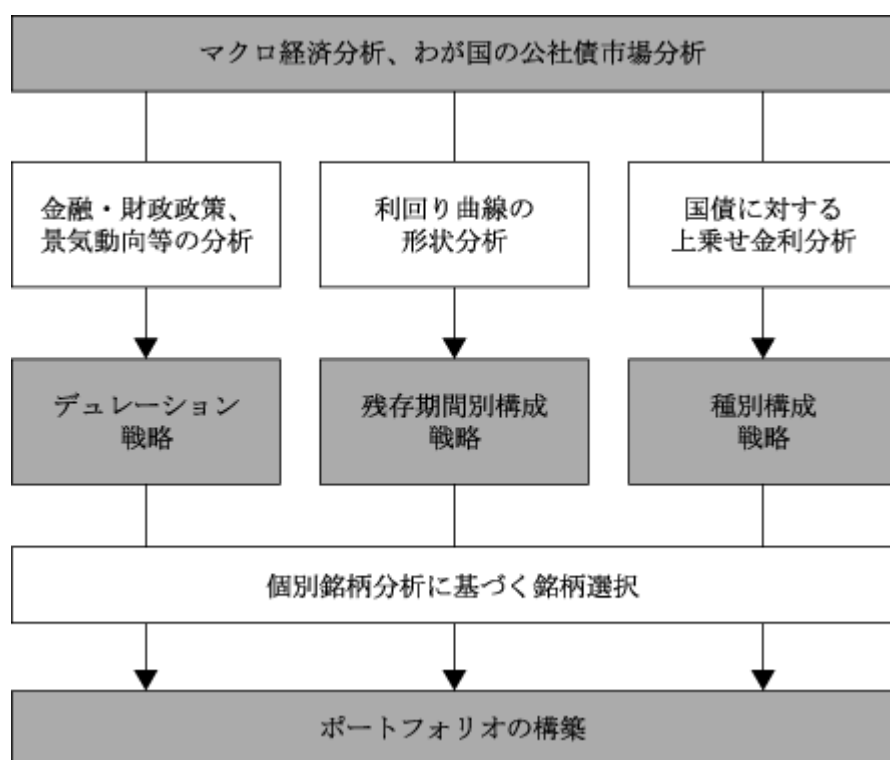 マクロ経済分析、わが国の公社債市場分析
金融・財政政策、
景気動向等の分析
利回り曲線の
形状分析
国債に対する
上乗せ金利分析
デュレーション
戦略
残存期間別構成
戦略
種別構成
戦略
個別銘柄分析に基づく銘柄選択
ポートフォリオの構築